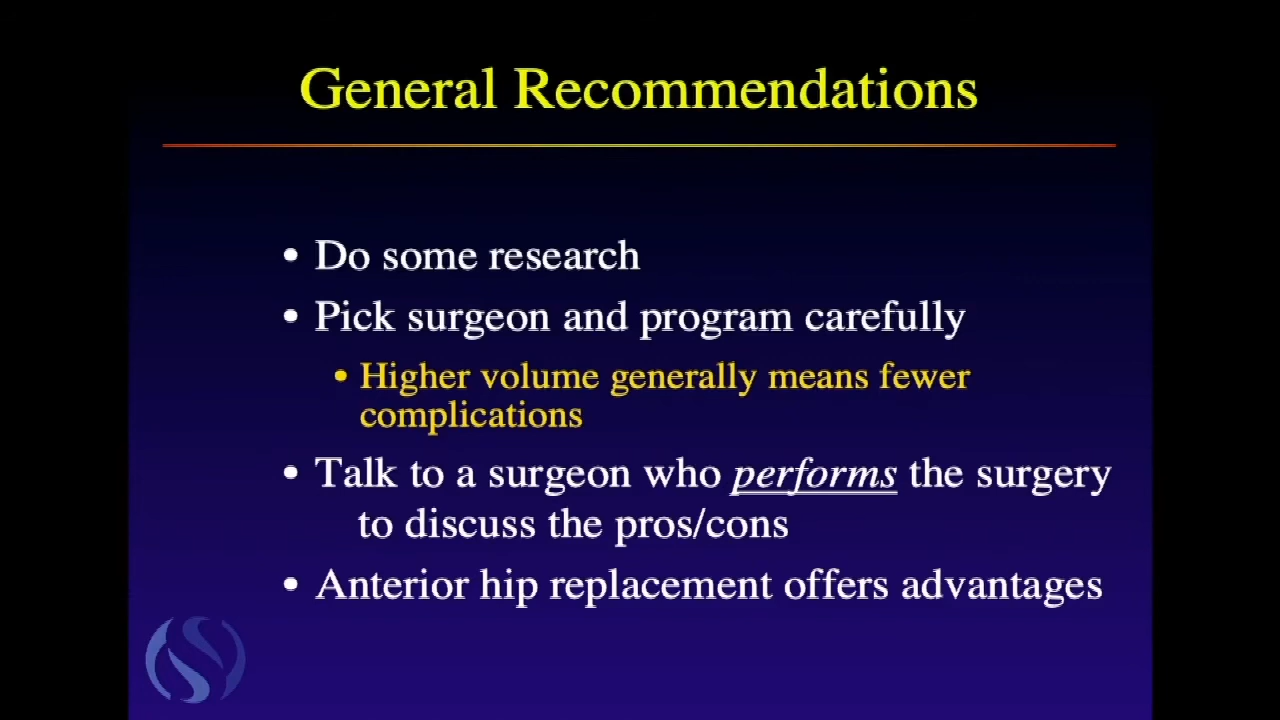 General Recommendations
• Do some research
• Pick surgeon and program carefully
• Higher volume generally means fewer
complications
• Talk to a surgeon who performs the surgery
to discuss the pros/cons
• Anterior hip replacement offers advantages